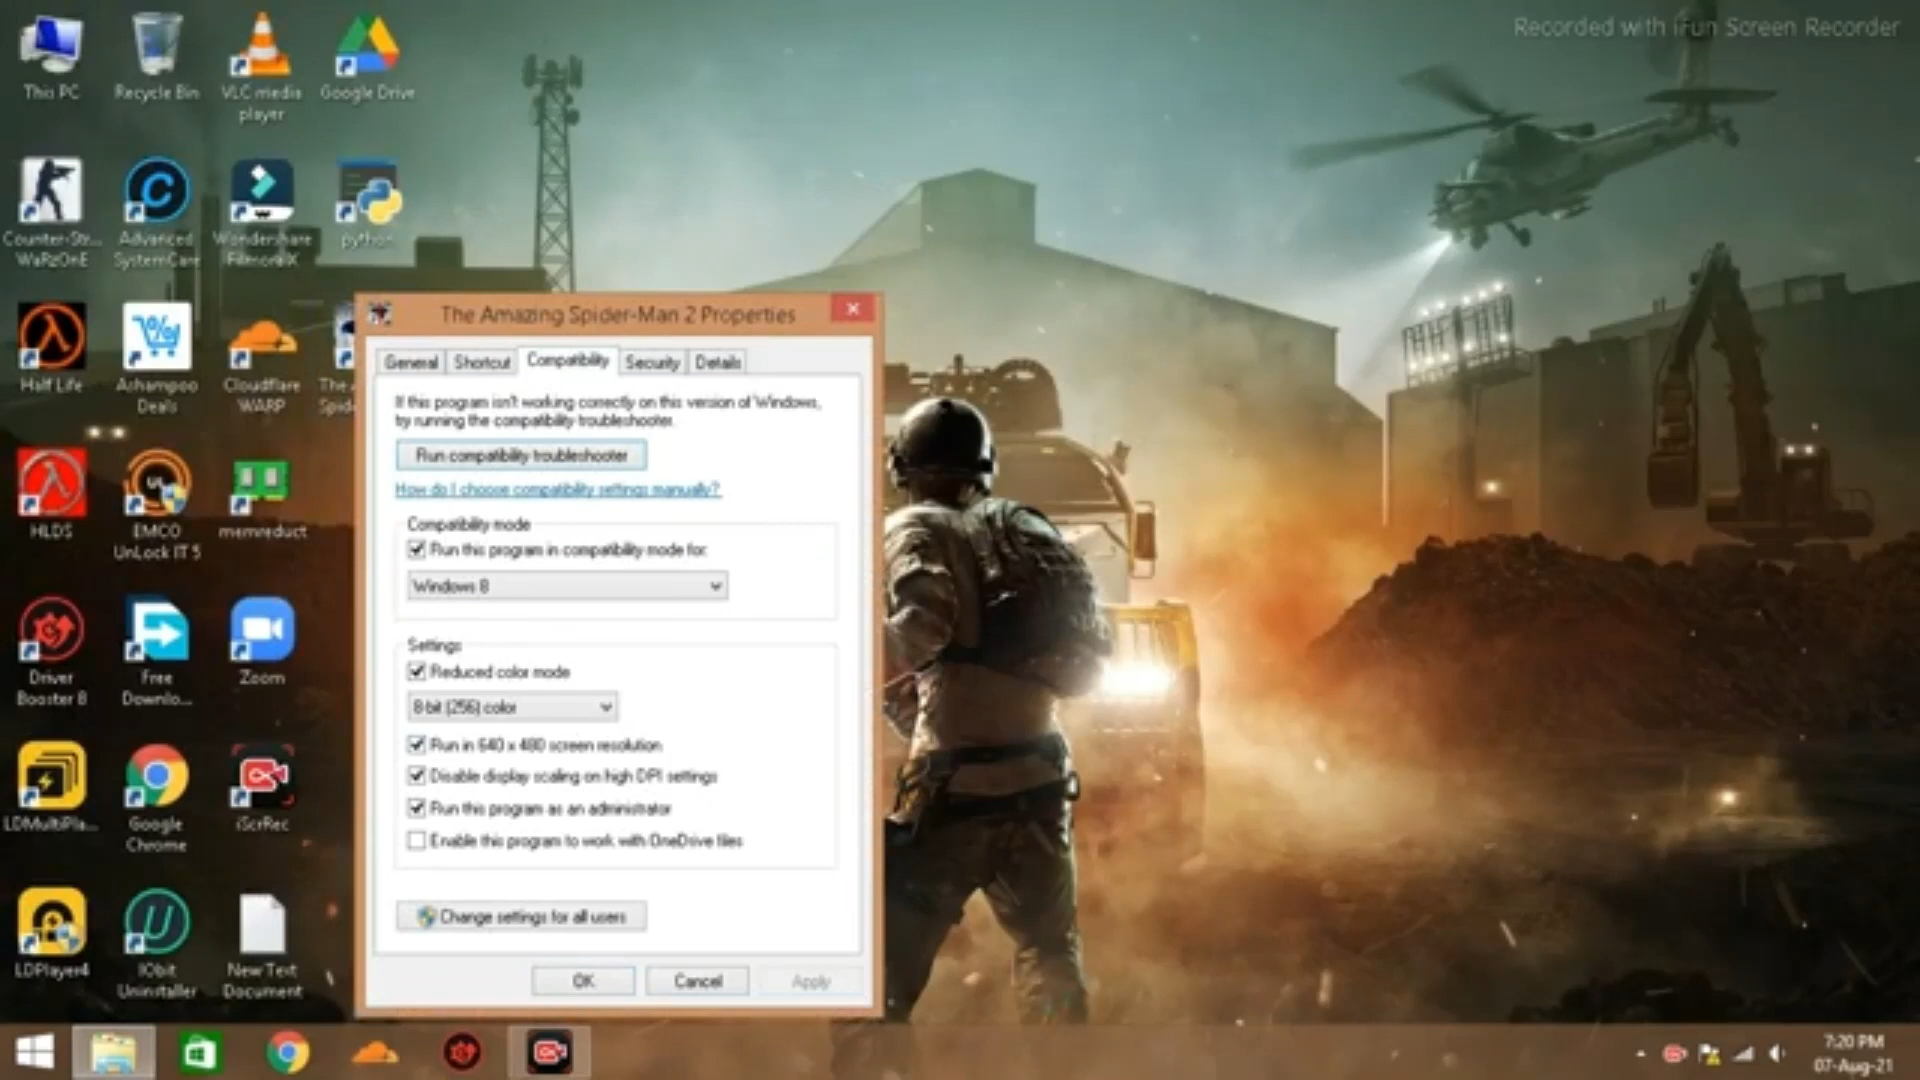 Recorded with iFun Screen Recorder
This PC
Recycle Bin
VLC media
player
Google Drive
Counter-Str...
WaRzOnE
Advanced
SystemCare
Wondershare
Filmora X
python
Half Life
Ashampoo
Deals
Cloudflare
WARP
HLDS
EMCO
UnLock IT 5
memreduct
Driver
Booster 8
Free
Downlo...
Zoom
LDMultiPla...
Google
Chrome
iScrRec
LDPlayer4
IObit
Uninstaller
New Text
Document
The Amazing Spider-Man 2 Properties
General
Shortcut
Compatibility
Security
Details
If this program isn't working correctly on this version of Windows,
try running the compatibility troubleshooter.
Run compatibility troubleshooter
How do I choose compatibility settings manually?
Compatibility mode
Run this program in compatibility mode for:
Windows 8
Settings
Reduced color mode
8-bit (256) color
Run in 640 x 480 screen resolution
Disable display scaling on high DPI settings
Run this program as an administrator
Enable this program to work with OneDrive files
Change settings for all users
OK
Cancel
Apply
7:20 PM
07-Aug-21